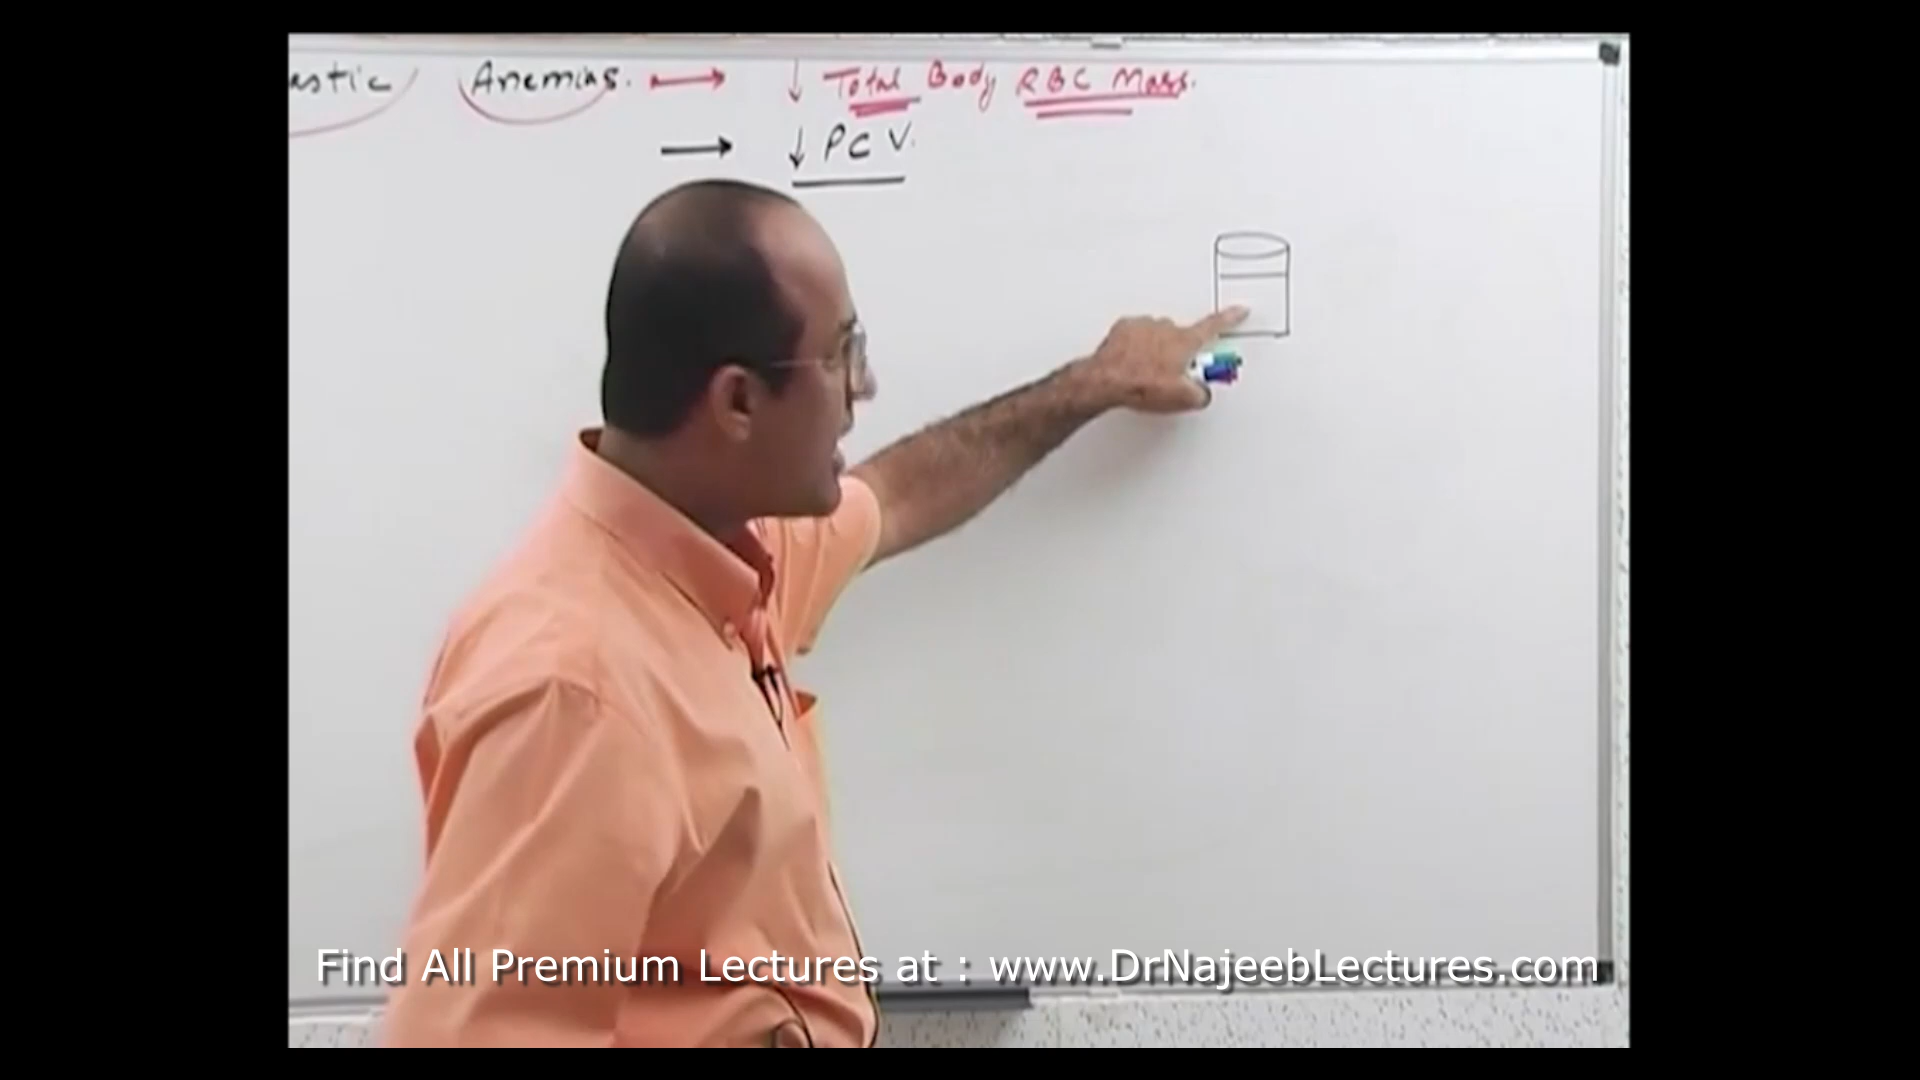 astic Anemias. → ↓ Total Body RBC Mass.
→ ↓ PCV.
Find All Premium Lectures at : www.DrNajeebLectures.com